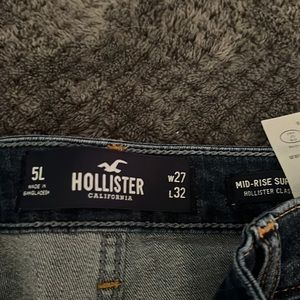 5L
MADE IN
BANGLADESH
HOLLISTER
CALIFORNIA
W27
L32
MID-RISE SUP
HOLLISTER CLAS